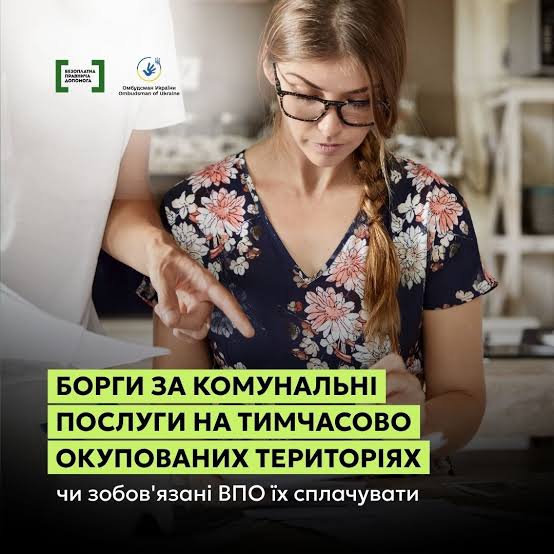 БЕЗОПЛАТНА
ПРАВНИЧА
ДОПОМОГА
Омбудсман України
Ombudsman of Ukraine
БОРГИ ЗА КОМУНАЛЬНІ
ПОСЛУГИ НА ТИМЧАСОВО
ОКУПОВАНИХ ТЕРИТОРІЯХ
чи зобов'язані ВПО їх сплачувати